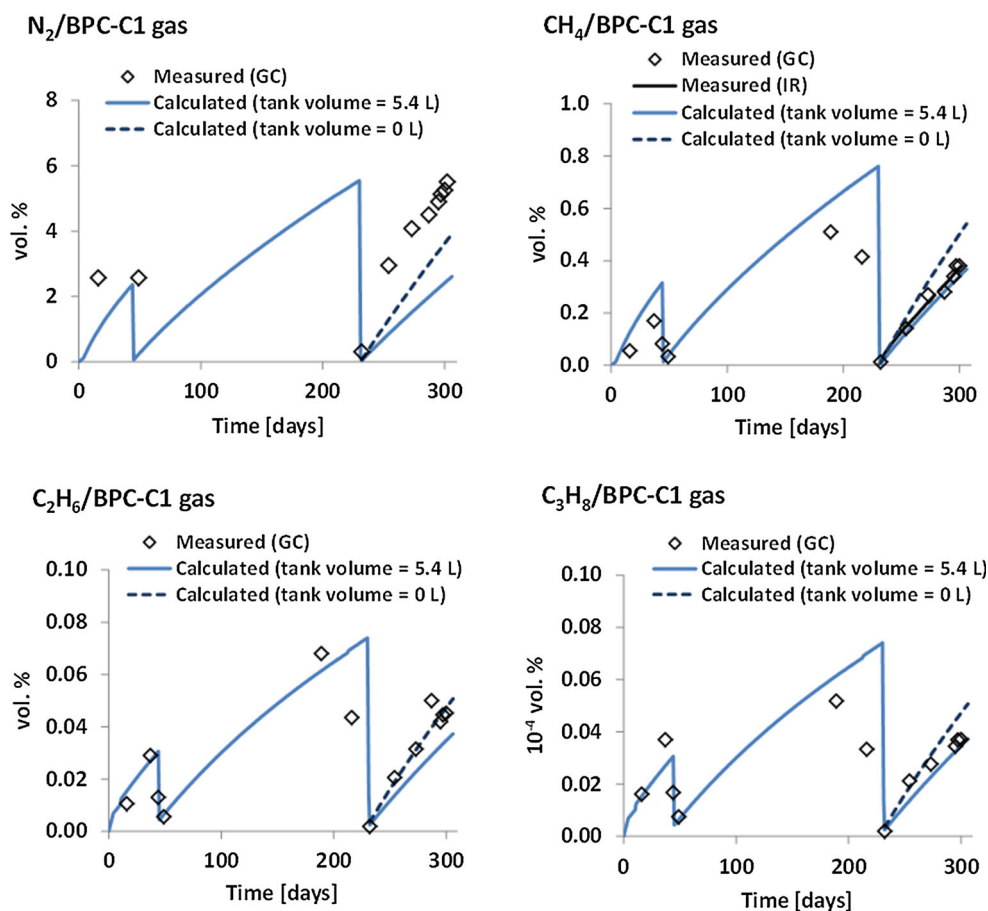 N₂/BPC-C1 gas
Measured (GC)
Calculated (tank volume = 5.4 L)
Calculated (tank volume = 0 L)
8
6
4
2
0
vol. %
0 100 200 300
Time [days]
CH₄/BPC-C1 gas
Measured (GC)
Measured (IR)
Calculated (tank volume = 5.4 L)
Calculated (tank volume = 0 L)
1.0
0.8
0.6
0.4
0.2
0.0
vol. %
0 100 200 300
Time [days]
C₂H₆/BPC-C1 gas
Measured (GC)
Calculated (tank volume = 5.4 L)
Calculated (tank volume = 0 L)
0.10
0.08
0.06
0.04
0.02
0.00
vol. %
0 100 200 300
Time [days]
C₃H₈/BPC-C1 gas
Measured (GC)
Calculated (tank volume = 5.4 L)
Calculated (tank volume = 0 L)
0.10
0.08
0.06
0.04
0.02
0.00
10⁻⁴ vol. %
0 100 200 300
Time [days]